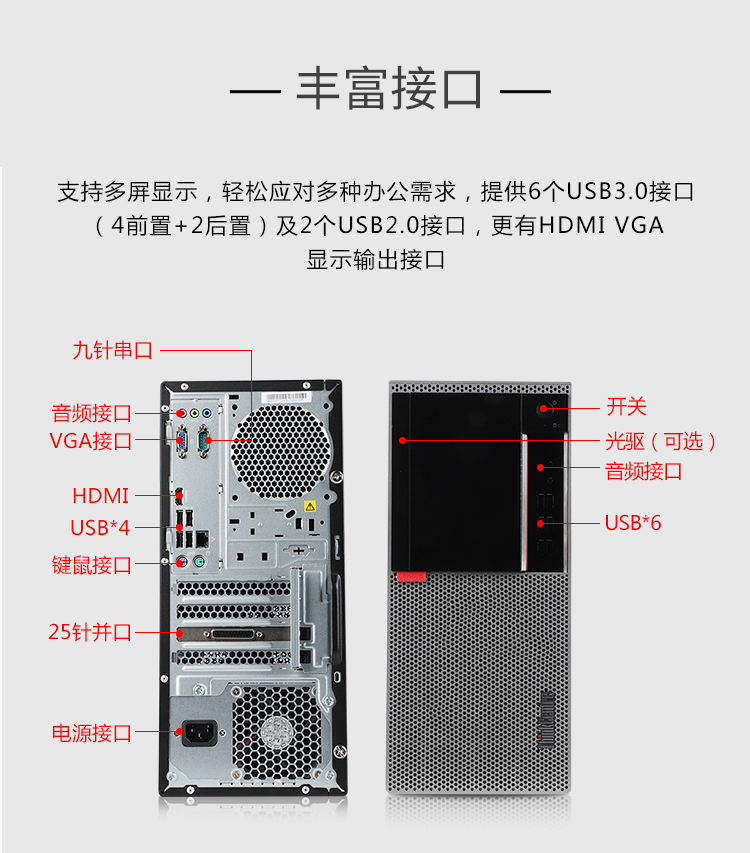 丰富接口
支持多屏显示，轻松应对多种办公需求，提供6个USB3.0接口
（4前置+2后置）及2个USB2.0接口，更有HDMI VGA
显示输出接口
九针串口
音频接口
VGA接口
HDMI
USB*4
键鼠接口
25针并口
电源接口
开关
光驱（可选）
音频接口
USB*6